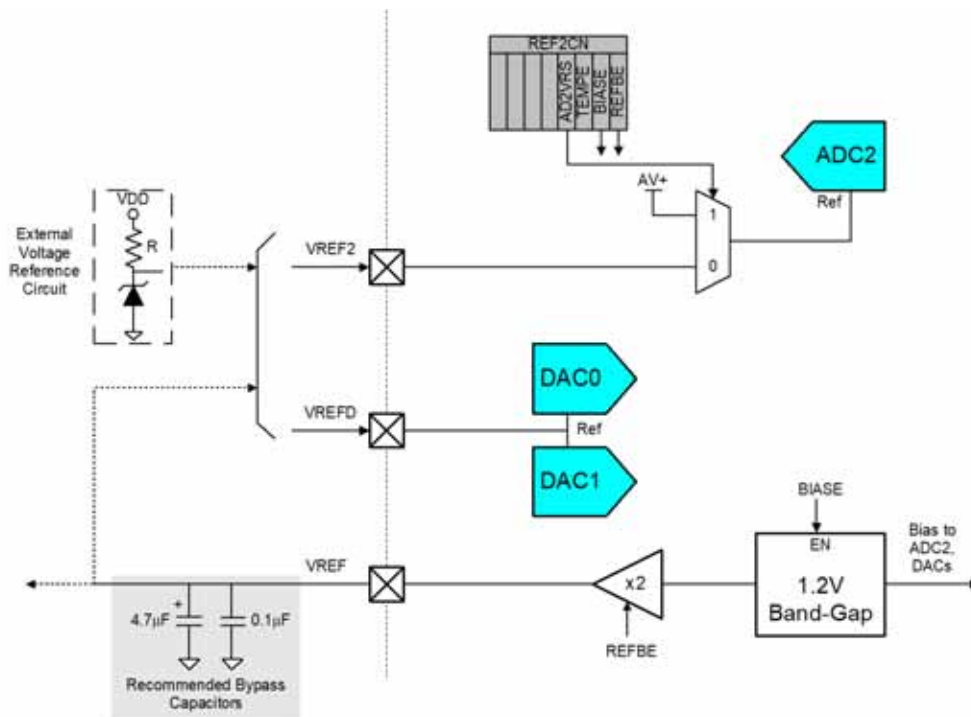 REF2CN
AD2VRS
TEMPE
BIASE
REFBE
ADC2
Ref
AV+
1
0
VDD
R
External
Voltage
Reference
Circuit
VREF2
DAC0
VREFD
Ref
DAC1
BIASE
EN
1.2V
Band-Gap
Bias to
ADC2,
DACs
VREF
x2
REFBE
+
4.7µF
0.1µF
Recommended Bypass
Capacitors